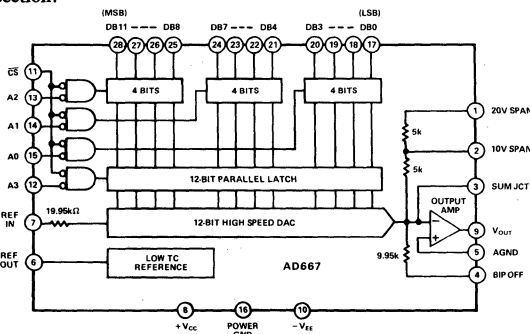 section.
(MSB) (LSB)
DB11 DB8 DB7 DB4 DB3 DB0
28 27 26 25 24 23 22 21 20 19 18 17
CS 11
A2 13
A1 14
A0 15
A3 12
4 BITS 4 BITS 4 BITS
12-BIT PARALLEL LATCH
REF IN 7 19.95kΩ
12-BIT HIGH SPEED DAC
REF OUT 6
LOW TC REFERENCE
AD667
5k
5k
9.95k
1 20V SPAN
2 10V SPAN
3 SUM JCT
OUTPUT AMP
9 VOUT
5 AGND
4 BIP OFF
8 16 10
+VCC POWER GND -VEE